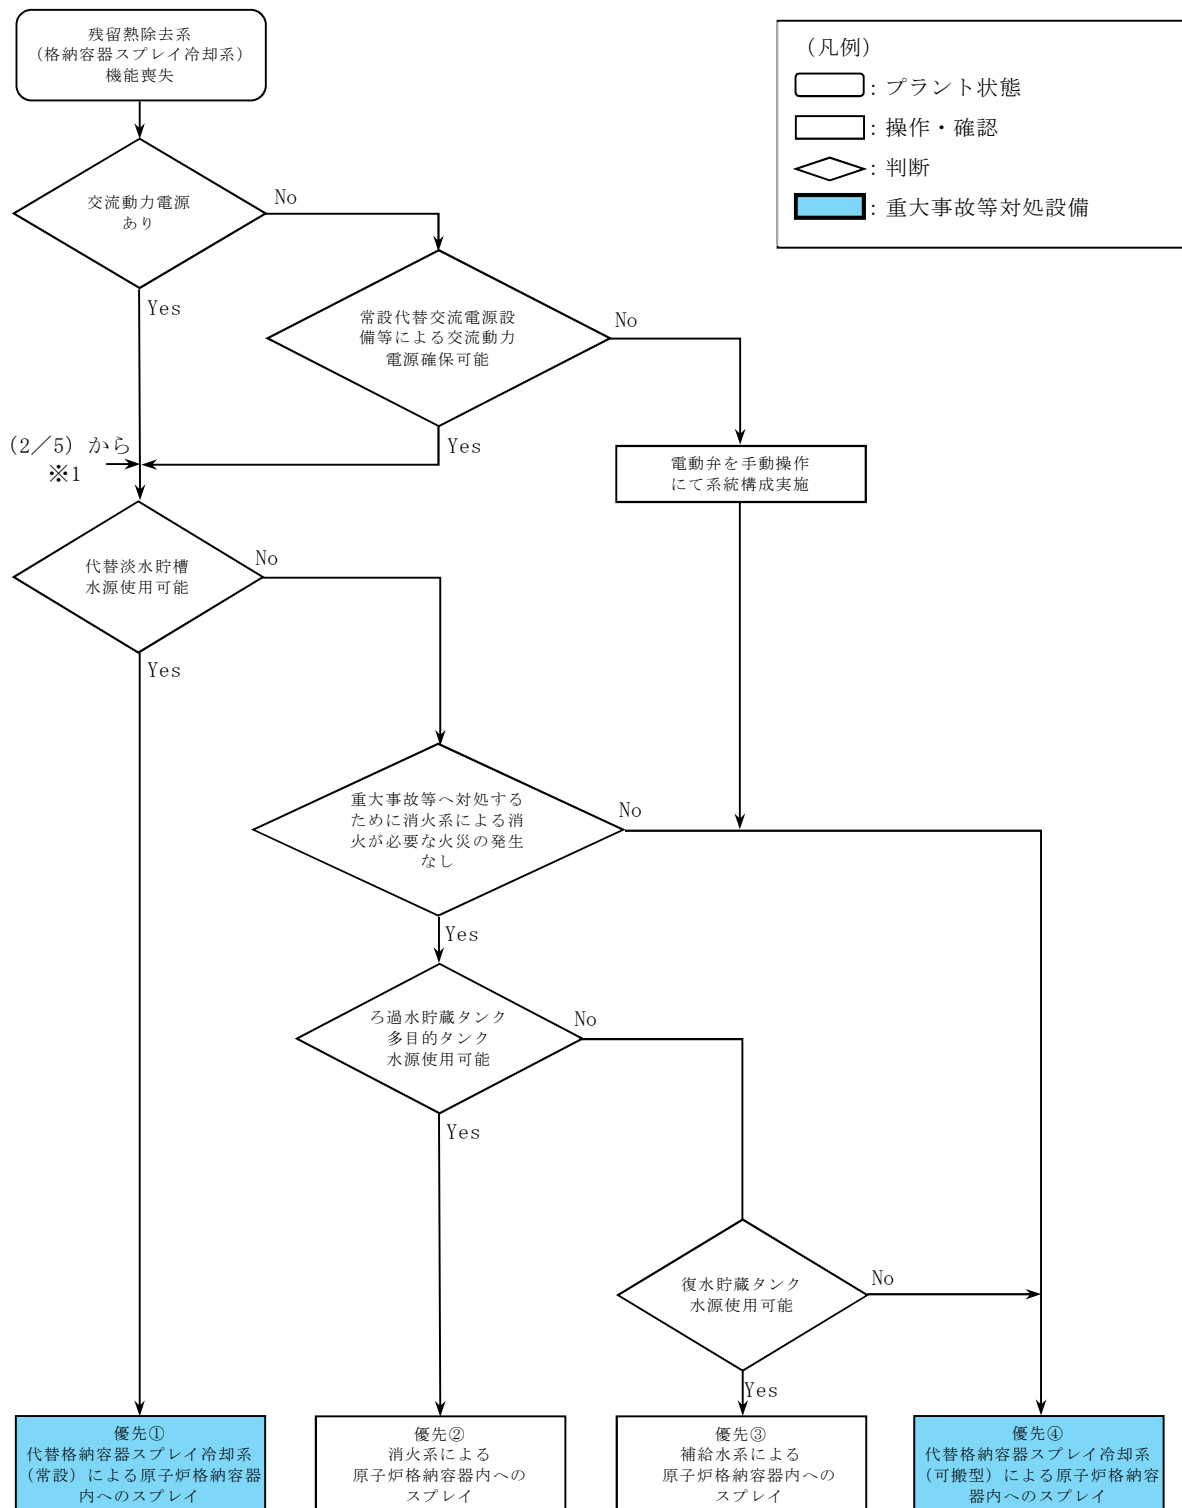 残留熱除去系
（格納容器スプレイ冷却系）
機能喪失
（凡例）
：プラント状態
：操作・確認
：判断
：重大事故等対処設備
交流動力電源
あり
No
Yes
常設代替交流電源設
備等による交流動力
電源確保可能
No
Yes
（2／5）から
※1
電動弁を手動操作
にて系統構成実施
代替淡水貯槽
水源使用可能
No
Yes
重大事故等へ対処する
ために消火系による消
火が必要な火災の発生
なし
No
Yes
ろ過水貯蔵タンク
多目的タンク
水源使用可能
No
Yes
復水貯蔵タンク
水源使用可能
No
Yes
優先①
代替格納容器スプレイ冷却系
（常設）による原子炉格納容器
内へのスプレイ
優先②
消火系による
原子炉格納容器内への
スプレイ
優先③
補給水系による
原子炉格納容器内への
スプレイ
優先④
代替格納容器スプレイ冷却系
（可搬型）による原子炉格納容
器内へのスプレイ